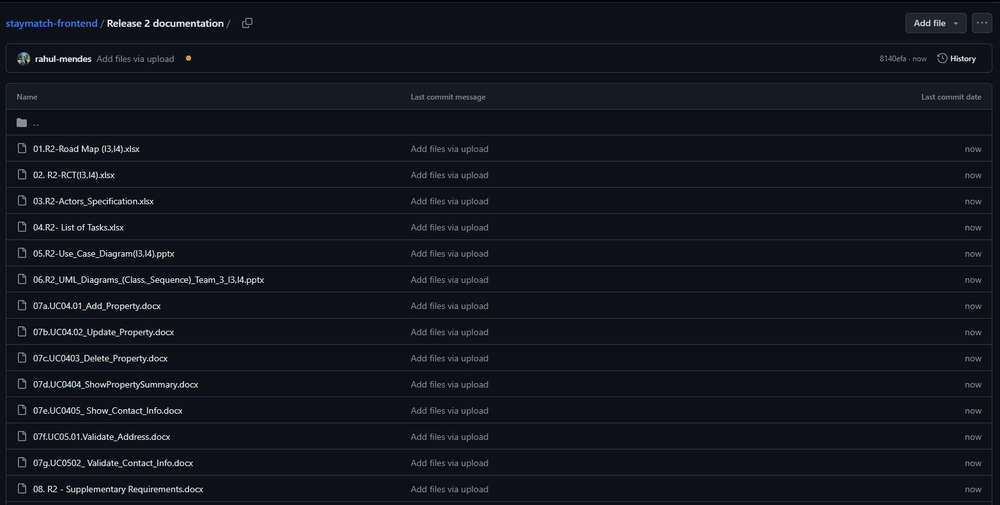 staymatch-frontend / Release 2 documentation /
Add file
rahul-mendes Add files via upload
8140efa · now History
Name Last commit message Last commit date
..
01.R2-Road Map (I3,I4).xlsx Add files via upload now
02. R2-RCT(I3,I4).xlsx Add files via upload now
03.R2-Actors_Specification.xlsx Add files via upload now
04.R2- List of Tasks.xlsx Add files via upload now
05.R2-Use_Case_Diagram(I3,I4).pptx Add files via upload now
06.R2_UML_Diagrams_(Class,_Sequence)_Team_3_I3,I4.pptx Add files via upload now
07a.UC04.01_Add_Property.docx Add files via upload now
07b.UC04.02_Update_Property.docx Add files via upload now
07c.UC0403_Delete_Property.docx Add files via upload now
07d.UC0404_ShowPropertySummary.docx Add files via upload now
07e.UC0405_ Show_Contact_Info.docx Add files via upload now
07f.UC05.01.Validate_Address.docx Add files via upload now
07g.UC0502_ Validate_Contact_Info.docx Add files via upload now
08. R2 - Supplementary Requirements.docx Add files via upload now